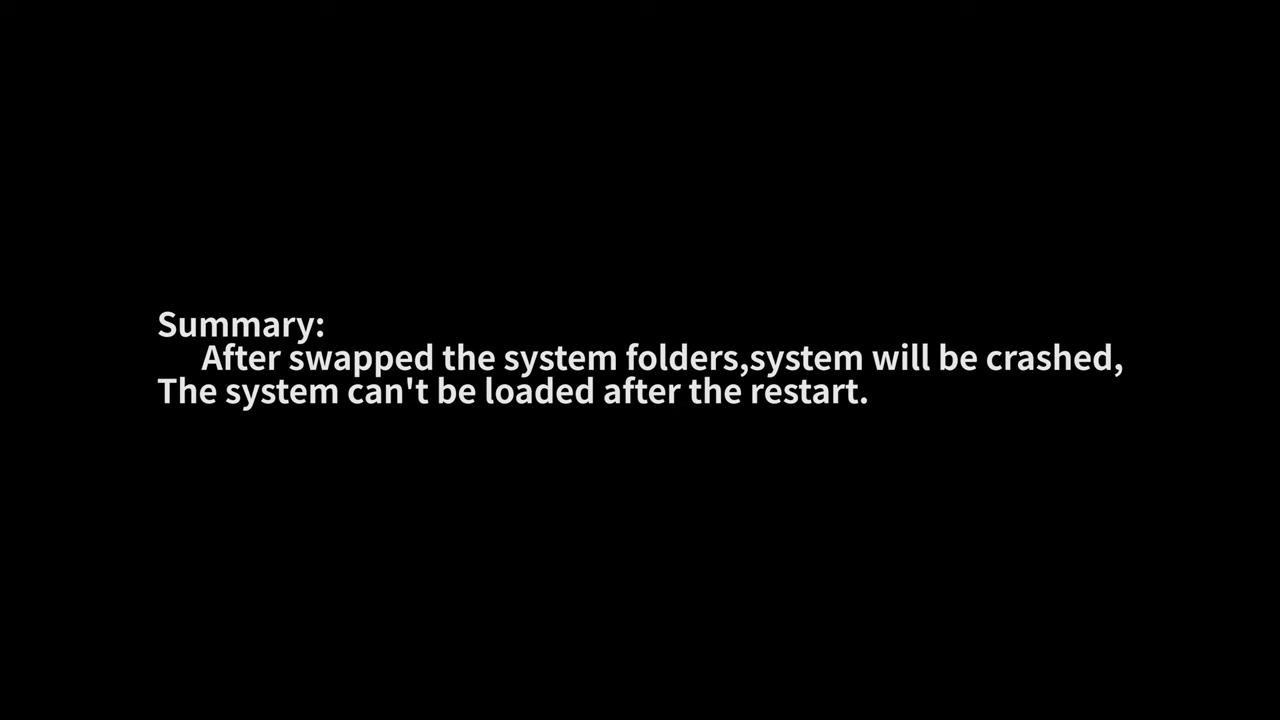 Summary:
After swapped the system folders,system will be crashed,
The system can't be loaded after the restart.